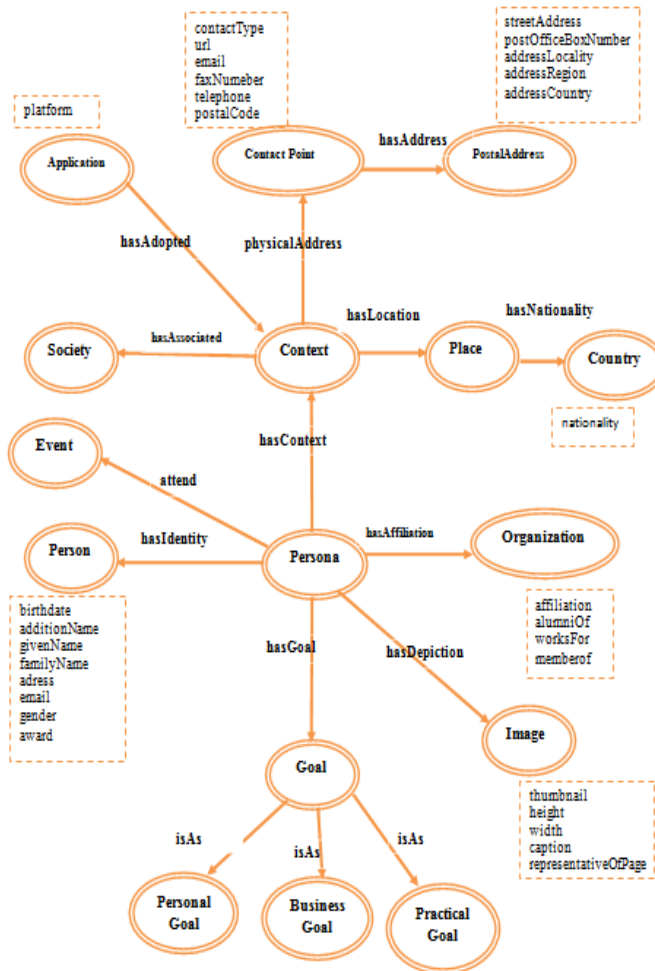 contactType
url
email
faxNumeber
telephone
postalCode
streetAddress
postOfficeBoxNumber
addressLocality
addressRegion
addressCountry
platform
Application
Contact Point
hasAddress
PostalAddress
hasAdopted
physicalAddress
hasLocation
hasNationality
Society
hasAssociated
Context
Place
Country
nationality
Event
hasContext
attend
Person
hasIdentity
Persona
hasAffiliation
Organization
birthdate
additionName
givenName
familyName
adress
email
gender
award
affiliation
alumniOf
worksFor
memberof
hasGoal
hasDepiction
Image
Goal
thumbnail
height
width
caption
representativeOfPage
isAs
isAs
isAs
Personal
Goal
Business
Goal
Practical
Goal